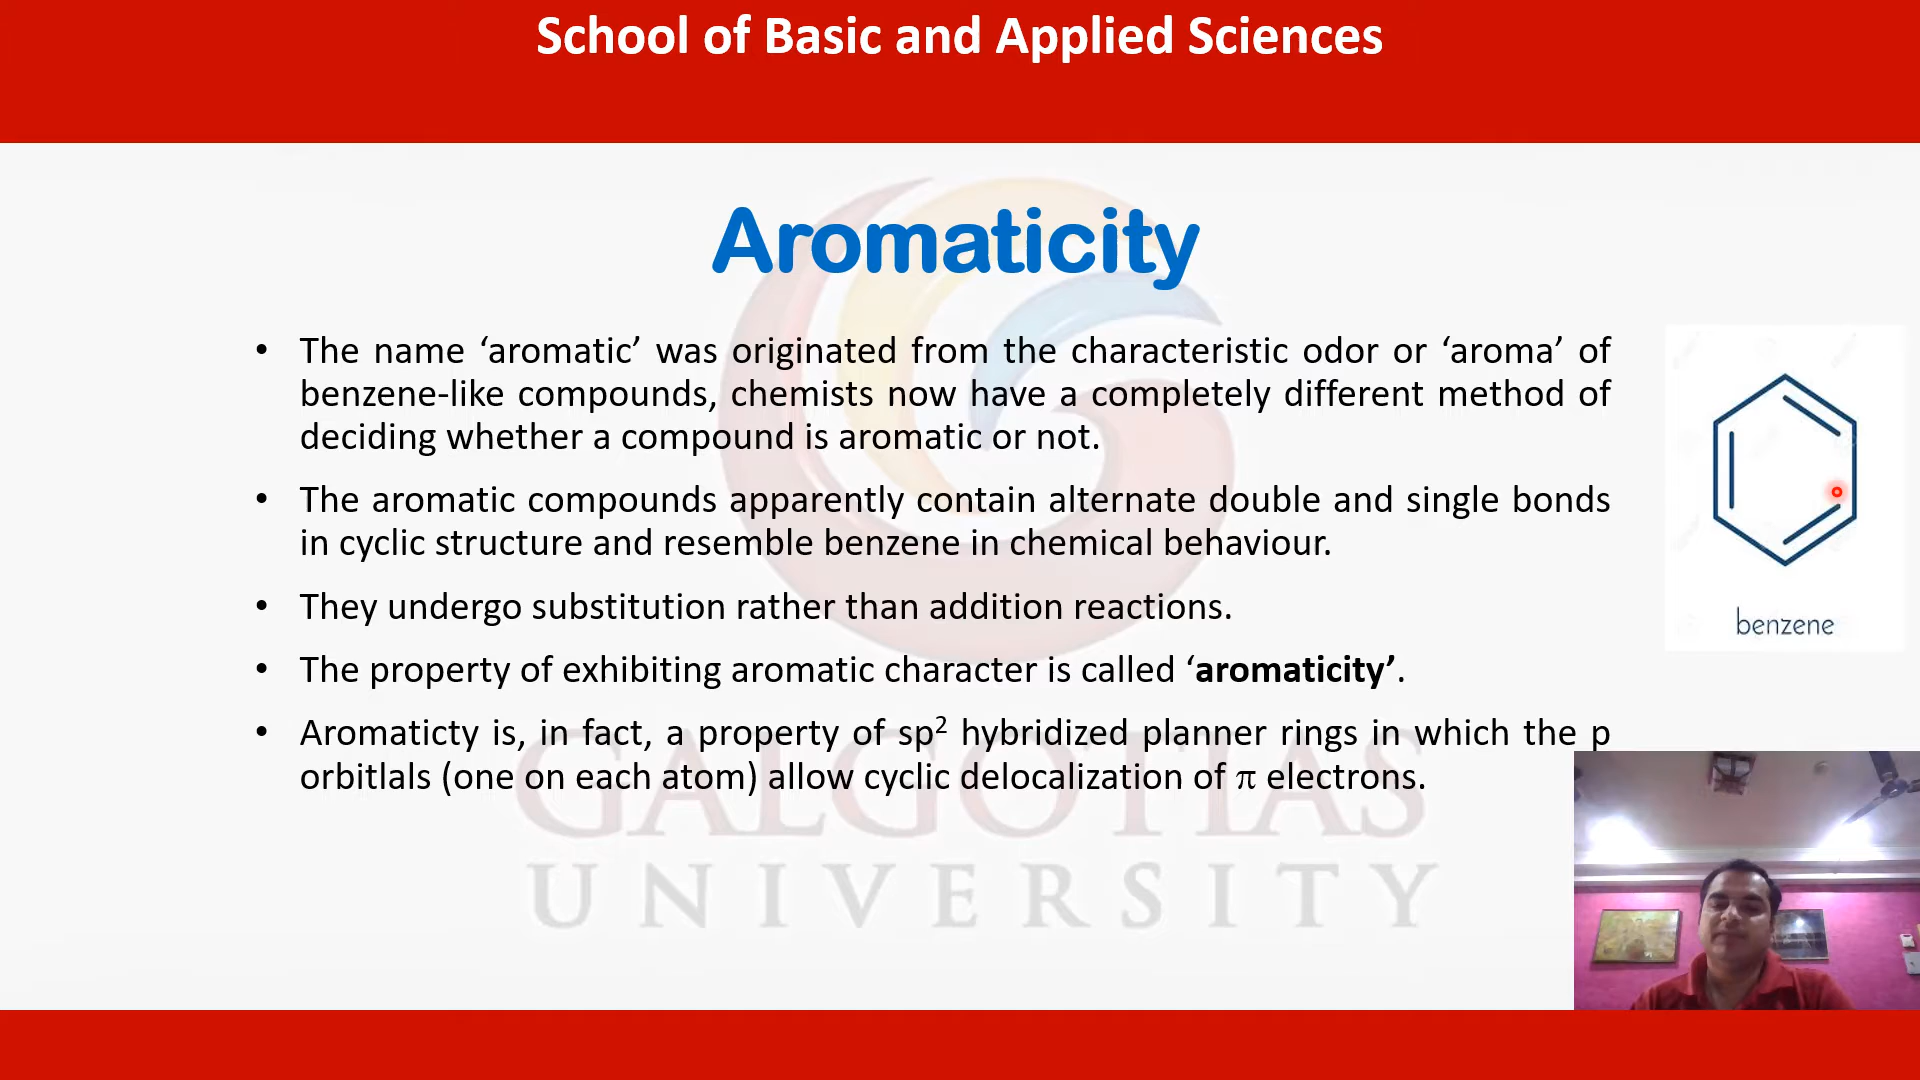 School of Basic and Applied Sciences
Aromaticity
• The name ‘aromatic’ was originated from the characteristic odor or ‘aroma’ of
benzene-like compounds, chemists now have a completely different method of
deciding whether a compound is aromatic or not.
• The aromatic compounds apparently contain alternate double and single bonds
in cyclic structure and resemble benzene in chemical behaviour.
• They undergo substitution rather than addition reactions.
• The property of exhibiting aromatic character is called ‘aromaticity’.
• Aromaticty is, in fact, a property of sp² hybridized planner rings in which the p
orbitlals (one on each atom) allow cyclic delocalization of π electrons.
benzene
GALGOTIAS
UNIVERSITY